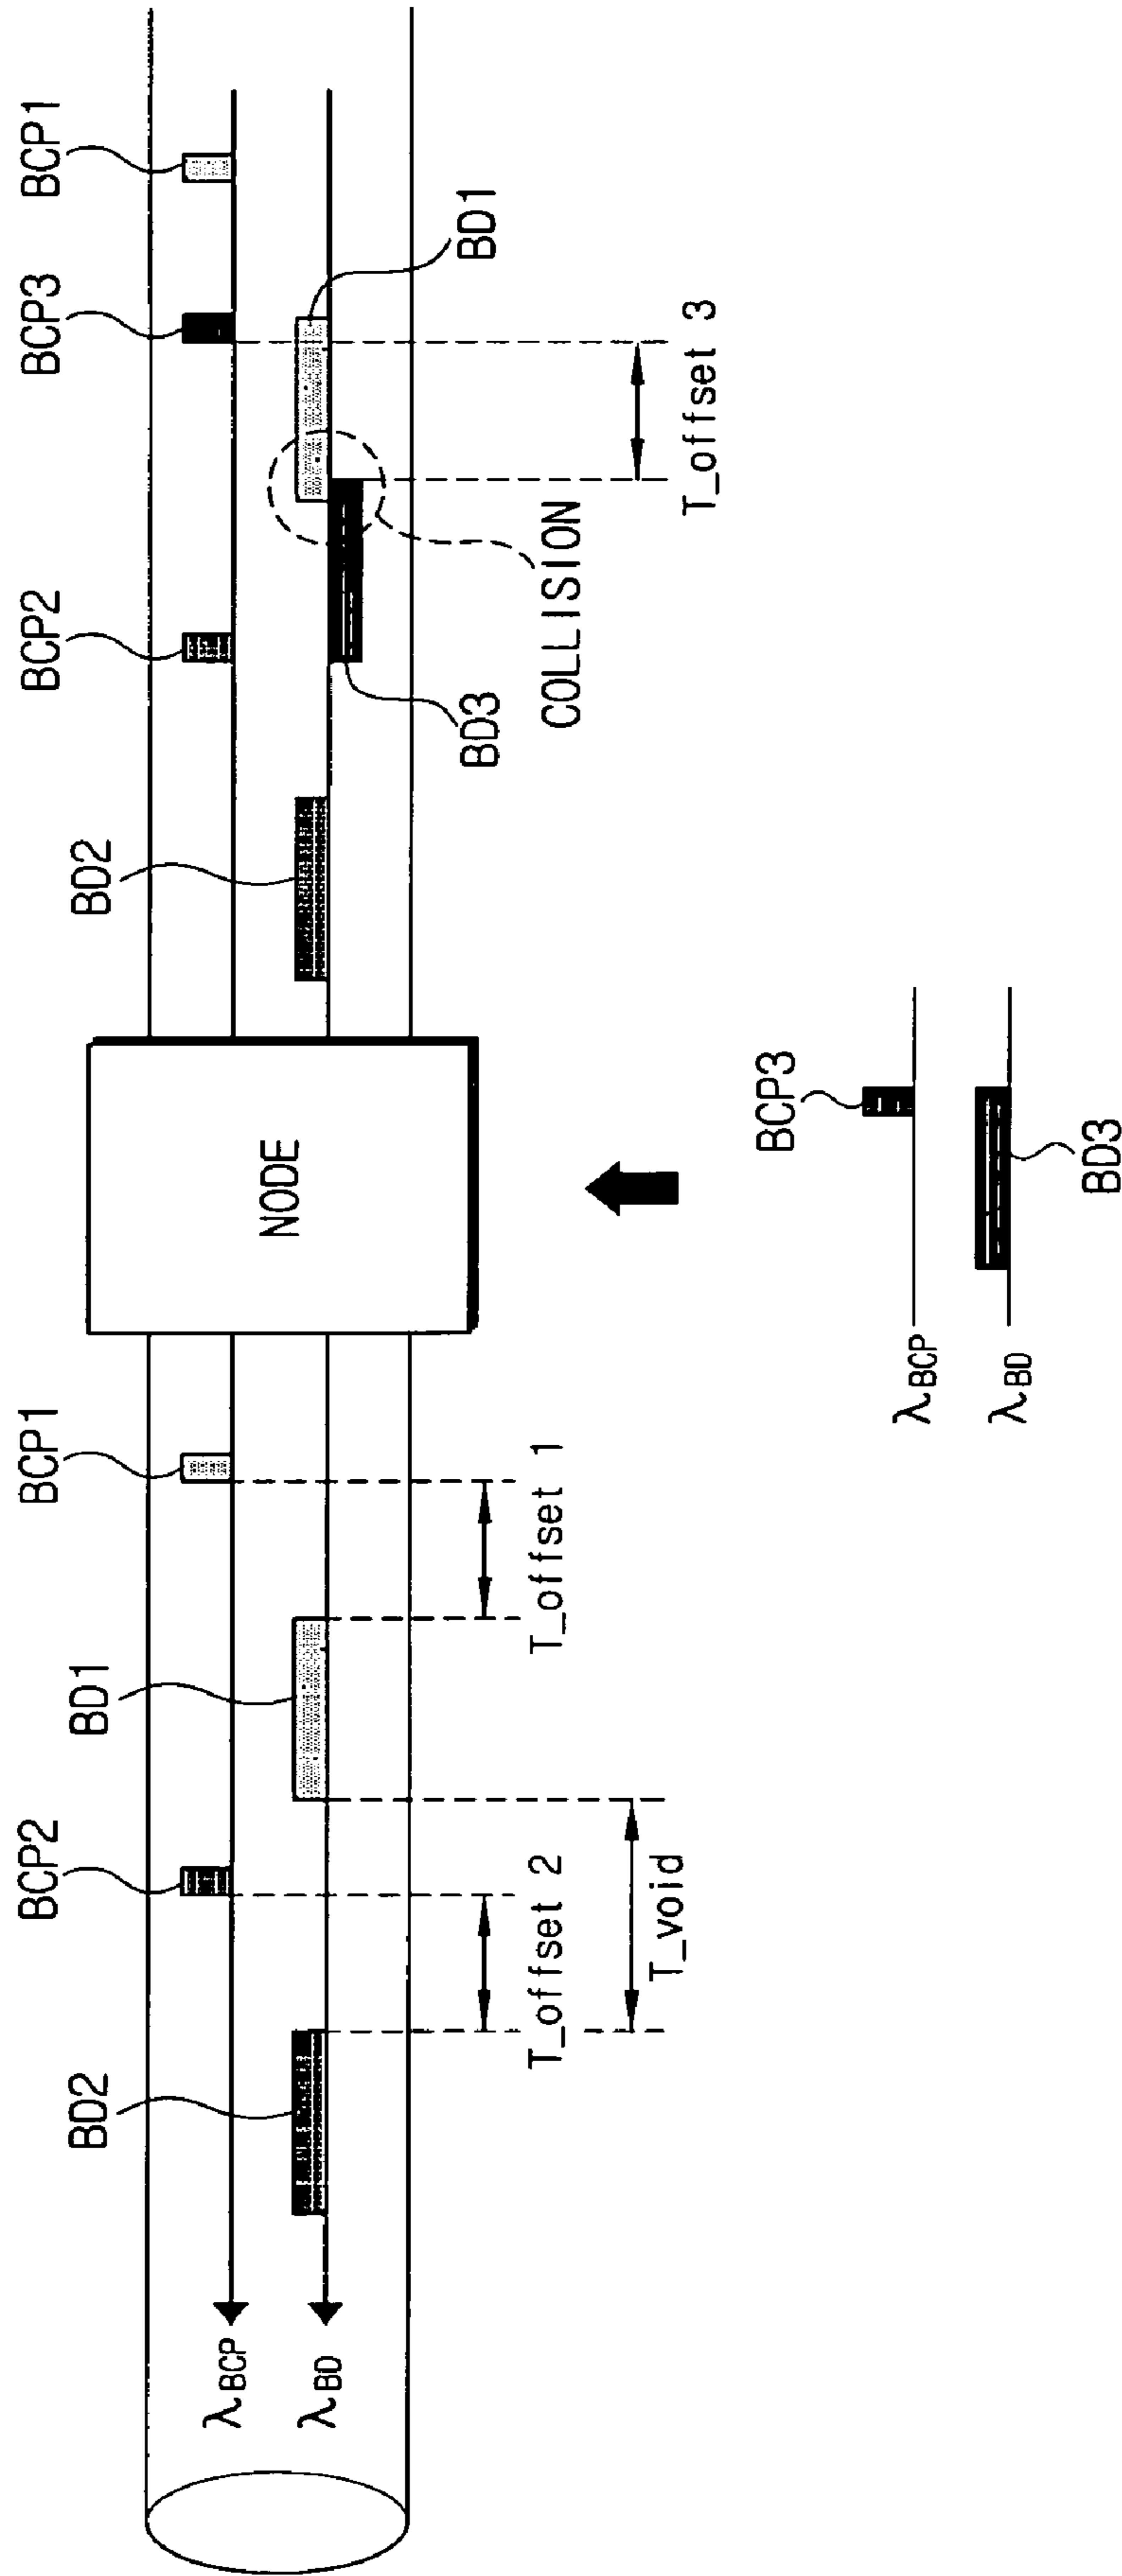 BCP1
BCP3
BCP2
BD2
BD1
BD3
COLLISION
T_offset 3
NODE
BCP1
BCP2
BD1
BD2
T_offset 1
T_offset 2
T_void
λBCP
λBD
BCP3
BD3
λBCP
λBD